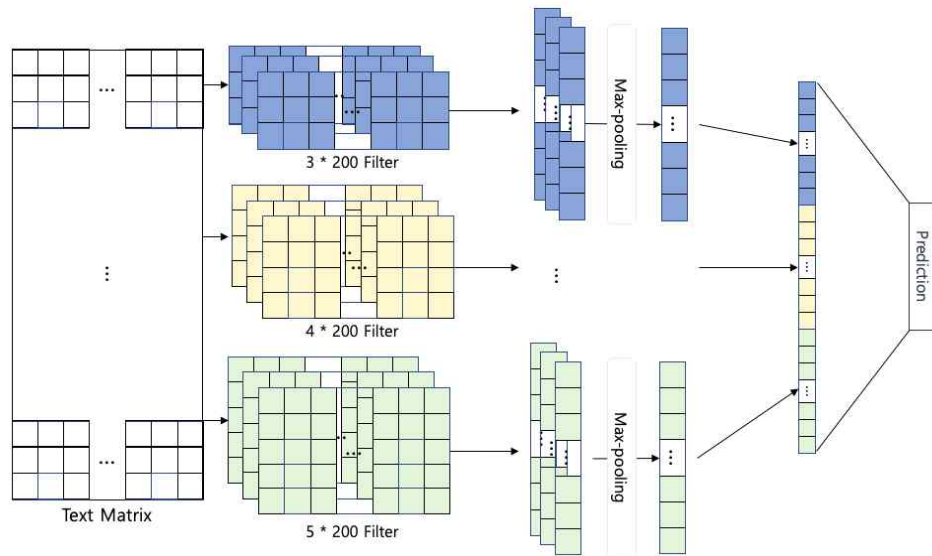 3 * 200 Filter
Max-pooling
4 * 200 Filter
Prediction
5 * 200 Filter
Max-pooling
Text Matrix